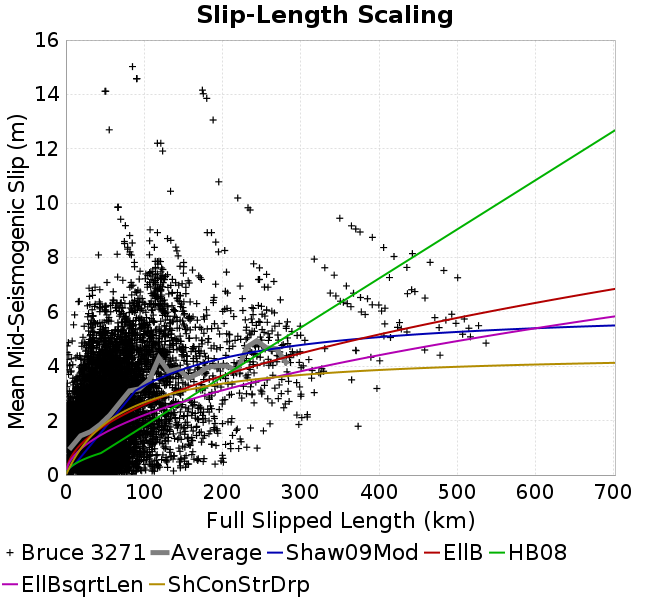 Slip-Length Scaling
Mean Mid-Seismogenic Slip (m)
16
14
12
10
8
6
4
2
0
0 100 200 300 400 500 600 700
Full Slipped Length (km)
Bruce 3271 Average Shaw09Mod EllB HB08
EllBsqrtLen ShConStrDrp